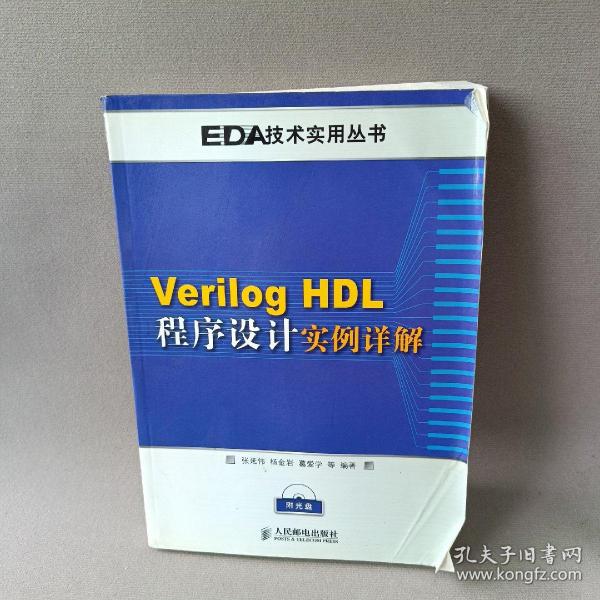 EDA技术实用丛书
Verilog HDL
程序设计实例详解
张延伟 杨金岩 葛爱学 等 编著
附光盘
人民邮电出版社
POSTS & TELECOM PRESS
孔夫子旧书网
www.kongfz.com